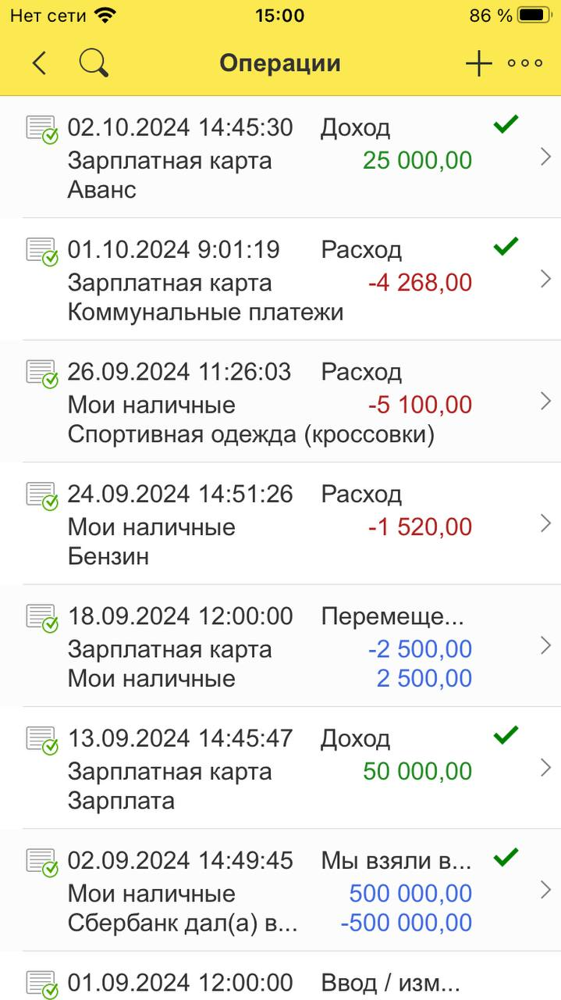 Нет сети 15:00 86 %
Операции
02.10.2024 14:45:30 Доход
Зарплатная карта 25 000,00
Аванс
01.10.2024 9:01:19 Расход
Зарплатная карта -4 268,00
Коммунальные платежи
26.09.2024 11:26:03 Расход
Мои наличные -5 100,00
Спортивная одежда (кроссовки)
24.09.2024 14:51:26 Расход
Мои наличные -1 520,00
Бензин
18.09.2024 12:00:00 Перемеще...
Зарплатная карта -2 500,00
Мои наличные 2 500,00
13.09.2024 14:45:47 Доход
Зарплатная карта 50 000,00
Зарплата
02.09.2024 14:49:45 Мы взяли в...
Мои наличные 500 000,00
Сбербанк дал(а) в... -500 000,00
01.09.2024 12:00:00 Ввод / изм...